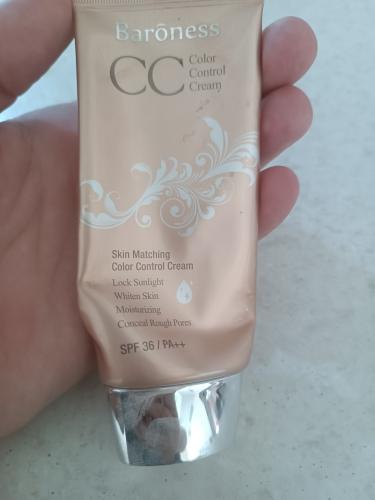 Barōness
CC Color
Control
Cream
Skin Matching
Color Control Cream
Lock Sunlight
Whiten Skin
Moisturizing
Conceal Rough Pores
SPF 36 / PA++